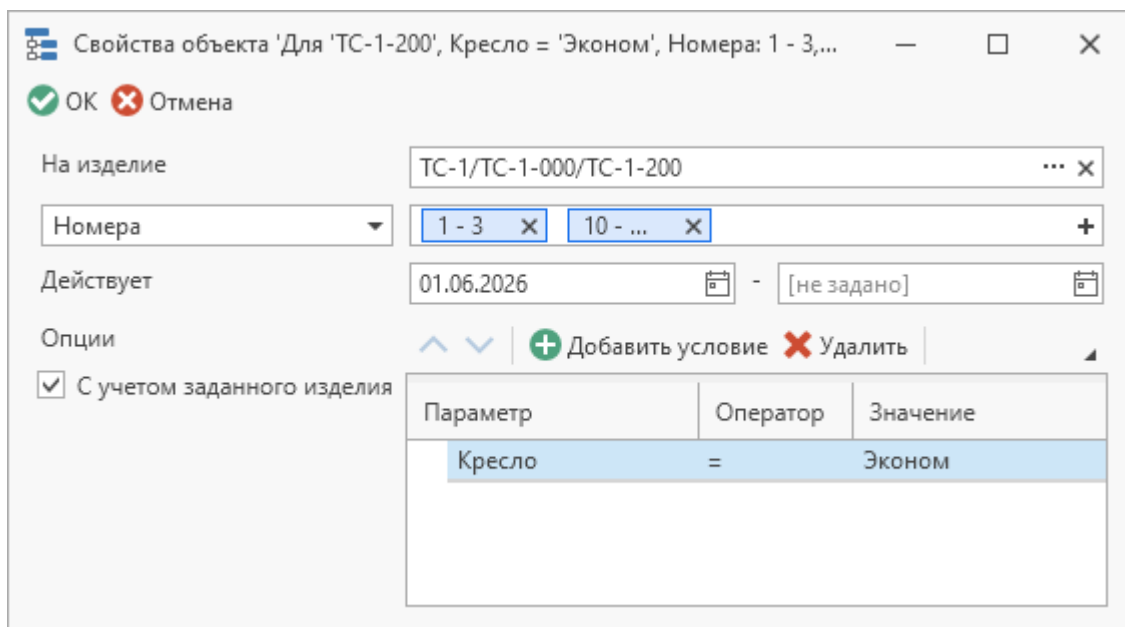 Свойства объекта 'Для 'ТС-1-200', Кресло = 'Эконом', Номера: 1 - 3,...
ОК Отмена
На изделие ТС-1/ТС-1-000/ТС-1-200
Номера 1 - 3 10 - ...
Действует 01.06.2026 - [не задано]
Опции Добавить условие Удалить
С учетом заданного изделия
Параметр Оператор Значение
Кресло = Эконом